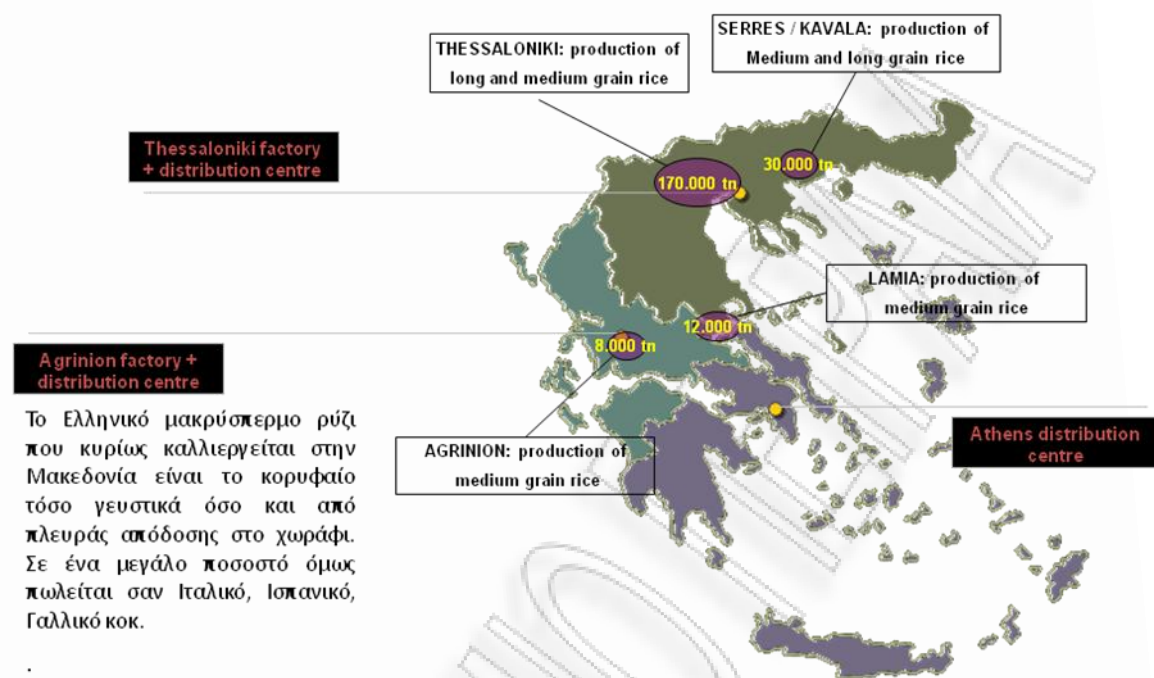 THESSALONIKI: production of
long and medium grain rice
SERRES / KAVALA: production of
Medium and long grain rice
Thessaloniki factory
+ distribution centre
170.000 tn
30.000 tn
LAMIA: production of
medium grain rice
12.000 tn
8.000 tn
Agrinion factory +
distribution centre
AGRINION: production of
medium grain rice
Athens distribution
centre
Το Ελληνικό μακρύσπερμο ρύζι
που κυρίως καλλιεργείται στην
Μακεδονία είναι το κορυφαίο
τόσο γευστικά όσο και από
πλευράς απόδοσης στο χωράφι.
Σε ένα μεγάλο ποσοστό όμως
πωλείται σαν Ιταλικό, Ισπανικό,
Γαλλικό κοκ.
.